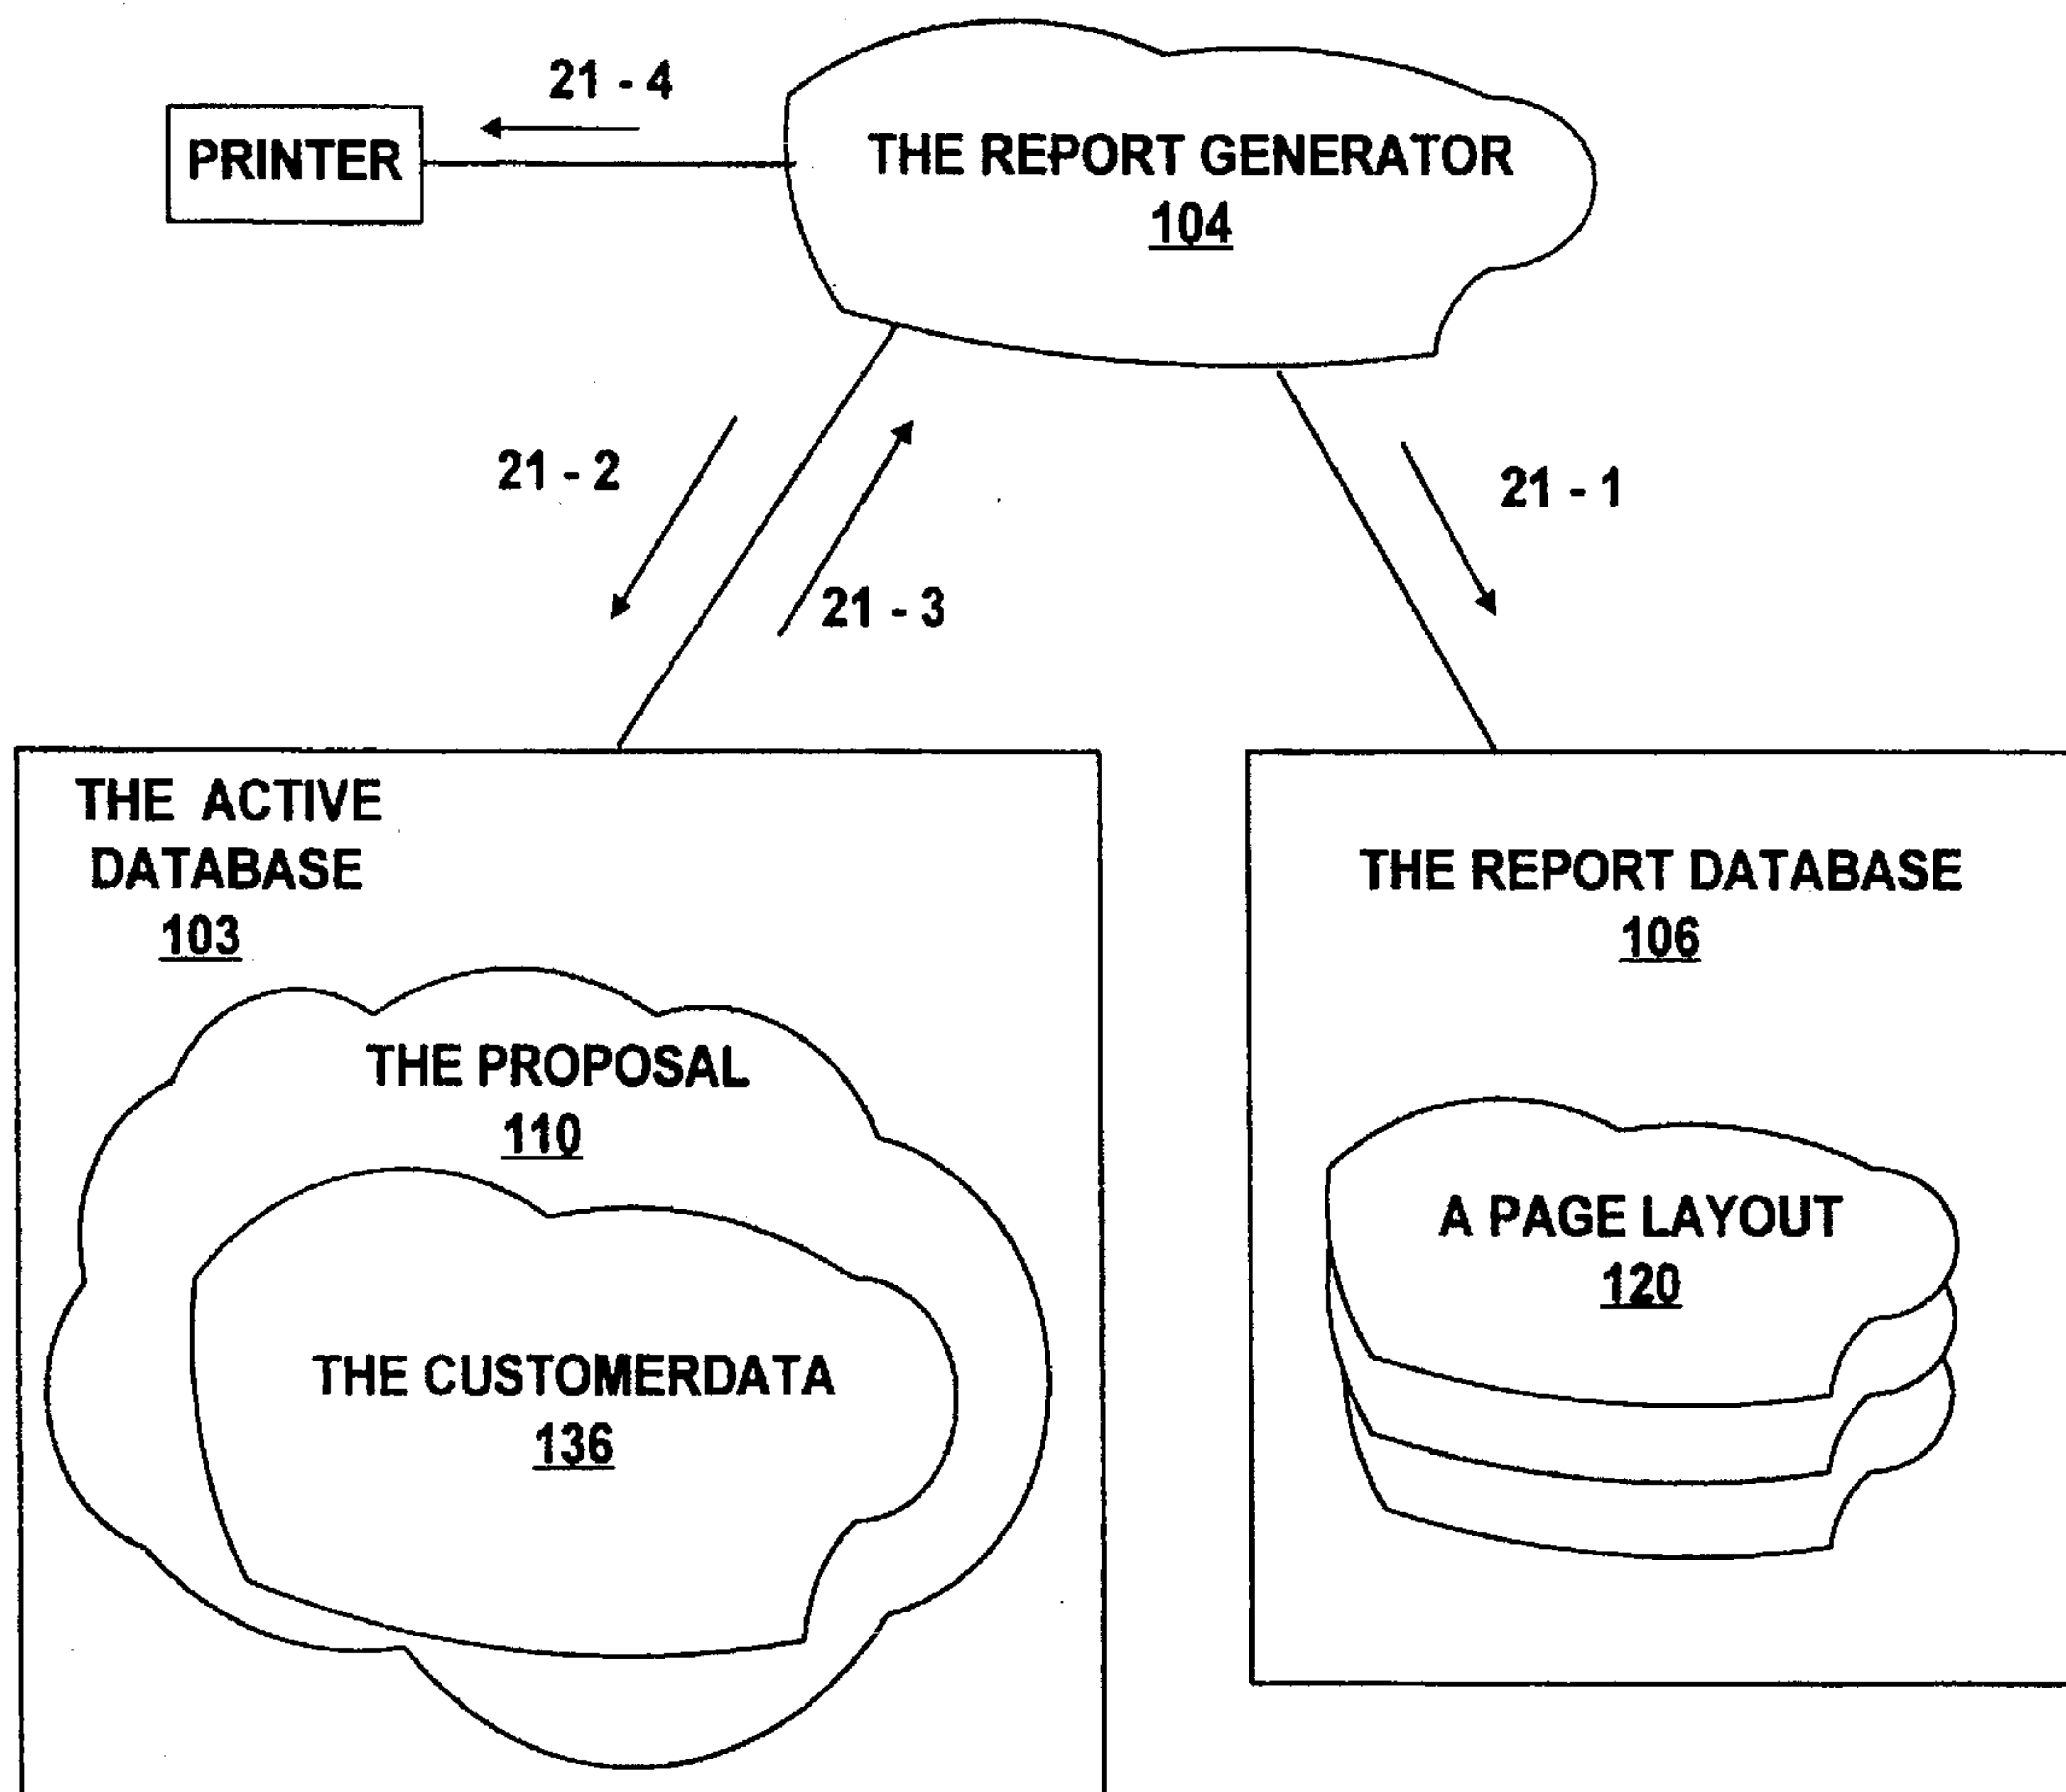 21 - 4
PRINTER
THE REPORT GENERATOR
104
21 - 2
21 - 1
21 - 3
THE ACTIVE
DATABASE
103
THE REPORT DATABASE
106
THE PROPOSAL
110
A PAGE LAYOUT
120
THE CUSTOMERDATA
136